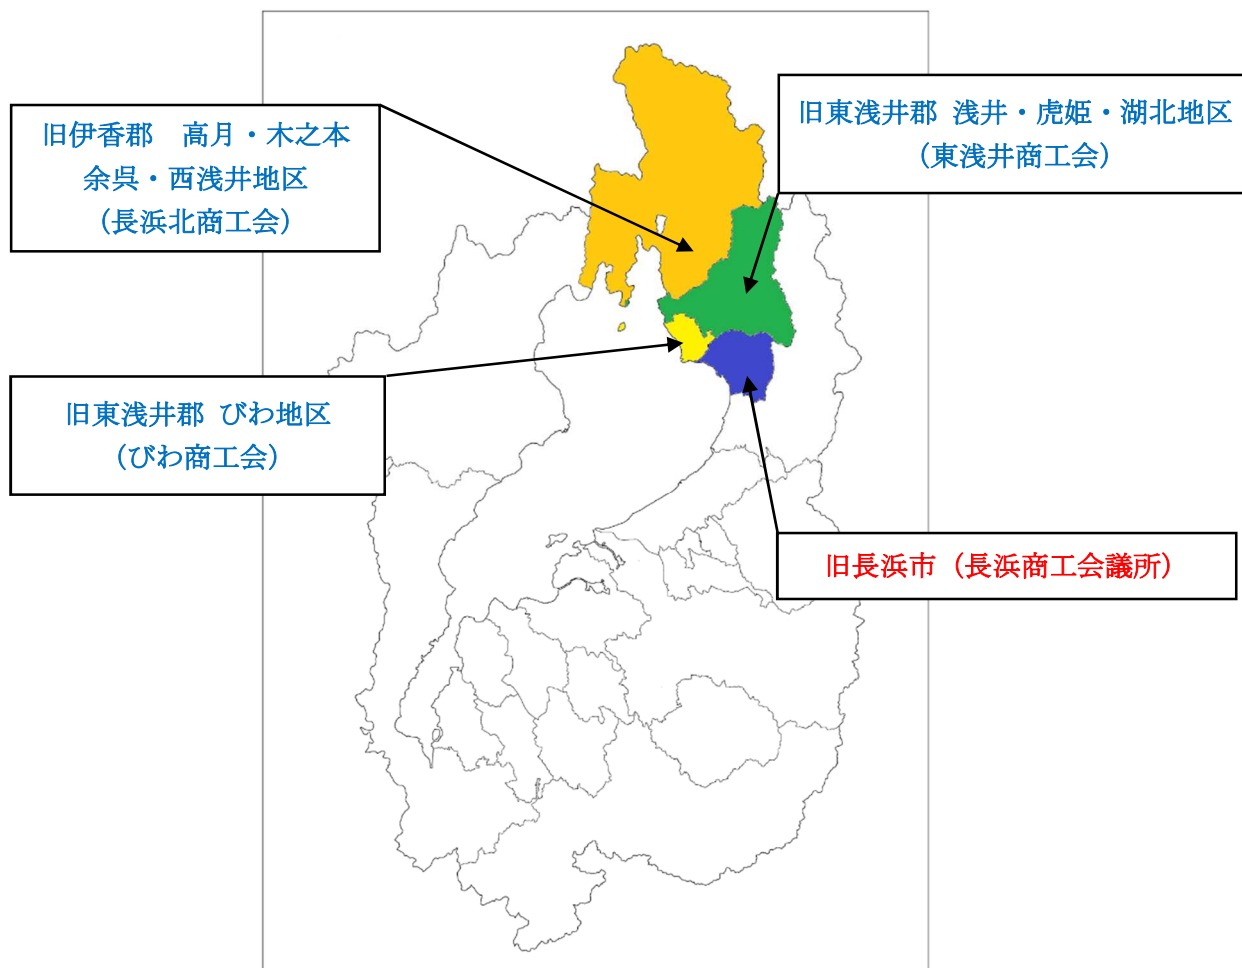 旧伊香郡　高月・木之本
余呉・西浅井地区
（長浜北商工会）
旧東浅井郡 浅井・虎姫・湖北地区
（東浅井商工会）
旧東浅井郡 びわ地区
（びわ商工会）
旧長浜市（長浜商工会議所）